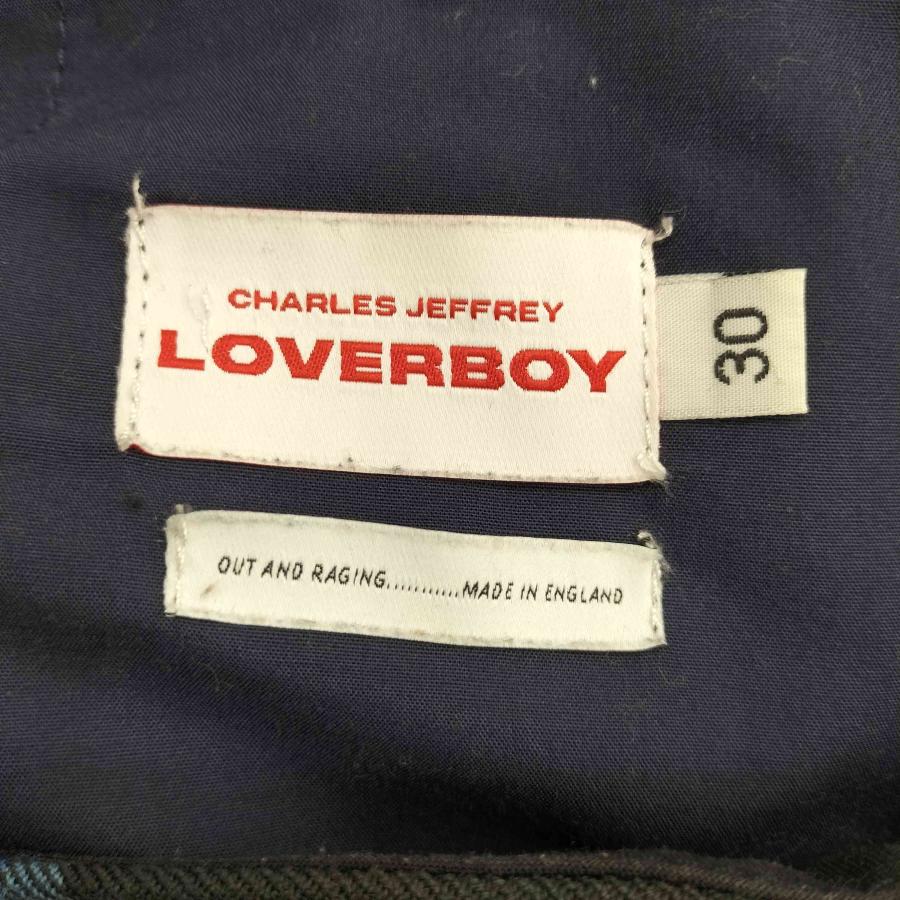 CHARLES JEFFREY
LOVERBOY
30
OUT AND RAGING...........MADE IN ENGLAND